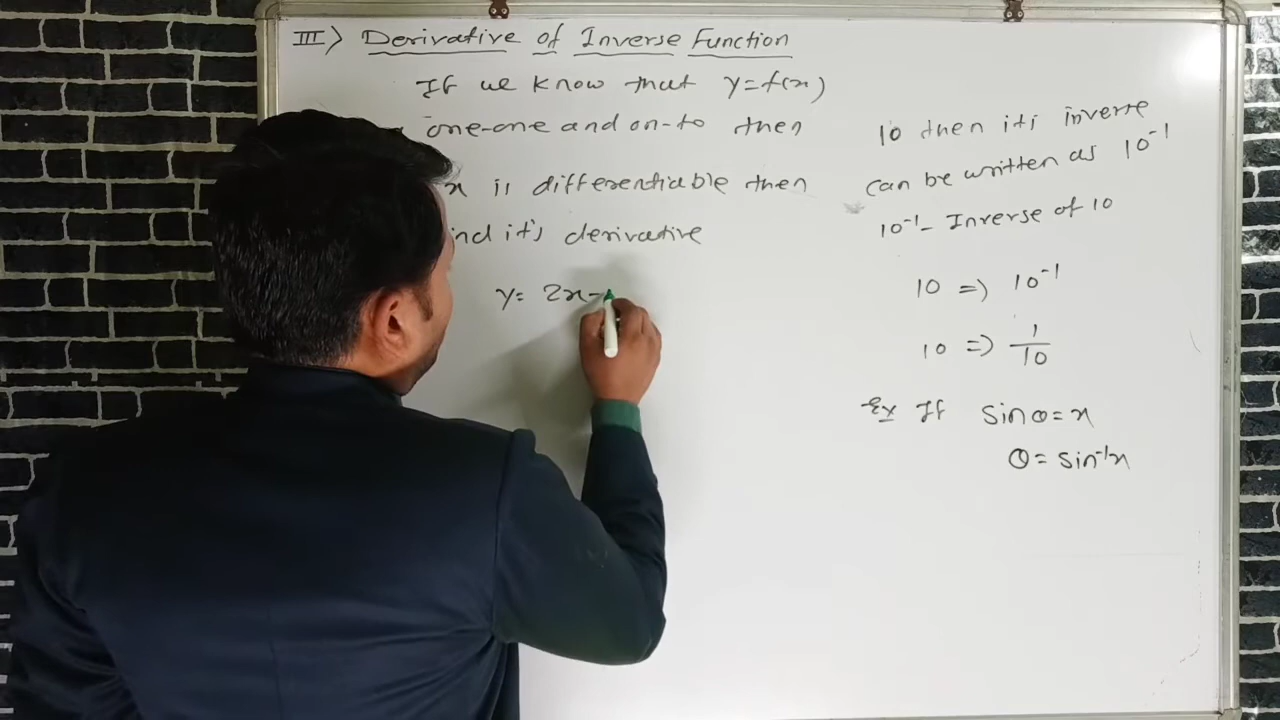 III) Derivative of Inverse Function
If we know that y=f(x)
one-one and on-to then
x is differentiable then
it's derivative
y= 2x-
10 then it's inverse
can be written as 10⁻¹
10⁻¹- Inverse of 10
10 => 10⁻¹
10 => 1/10
Ex If sinθ=x
θ= sin⁻¹x